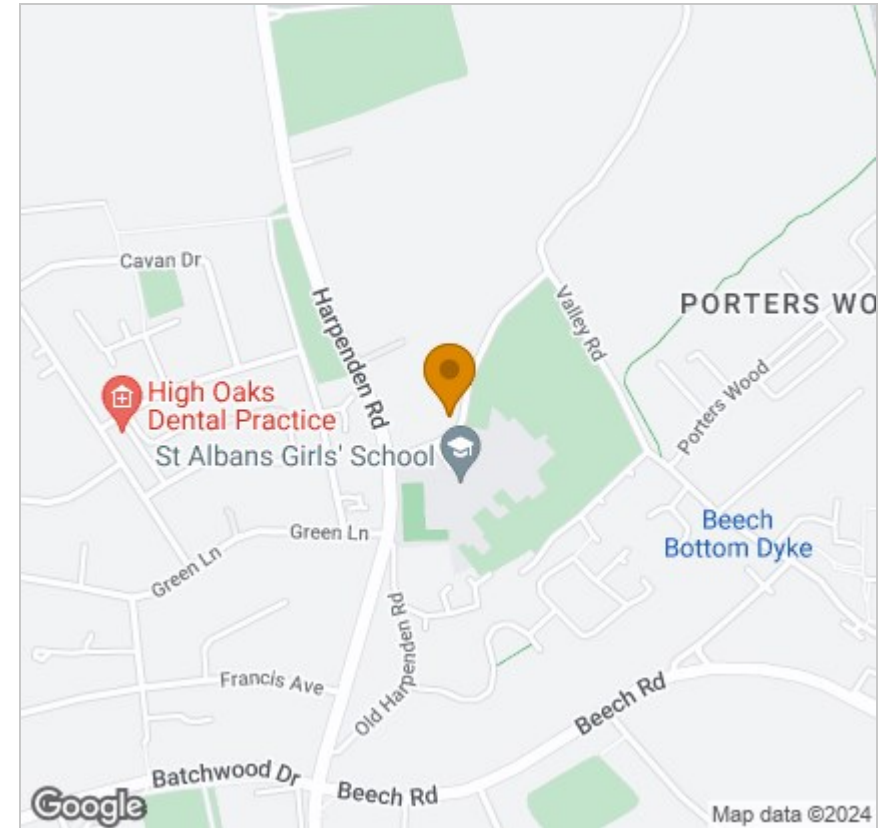 Cavan Dr
Harpenden Rd
Valley Rd
PORTERS WO
High Oaks
Dental Practice
Porters Wood
St Albans Girls' School
Beech
Bottom Dyke
Green Ln
Green Ln
Old Harpenden Rd
Francis Ave
Beech Rd
Batchwood Dr
Beech Rd
Google
Map data ©2024